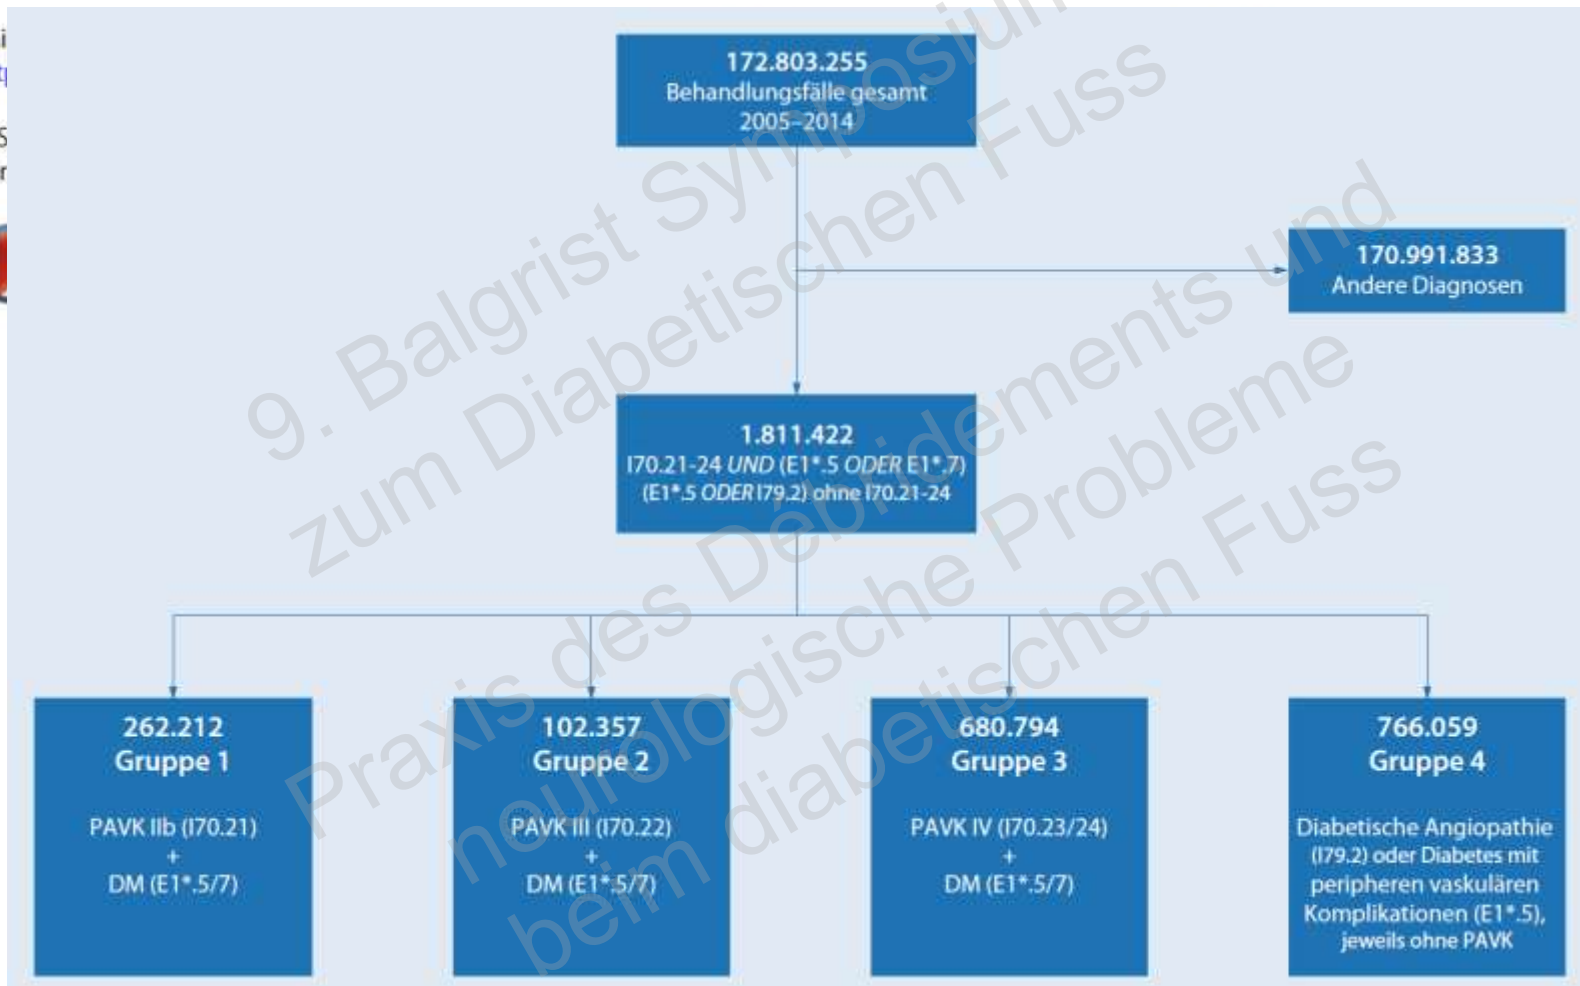 172.803.255
Behandlungsfälle gesamt
2005–2014
170.991.833
Andere Diagnosen
1.811.422
I70.21-24 UND (E1*.5 ODER E1*.7)
(E1*.5 ODER I79.2) ohne I70.21-24
262.212
Gruppe 1
PAVK IIb (I70.21)
+
DM (E1*.5/7)
102.357
Gruppe 2
PAVK III (I70.22)
+
DM (E1*.5/7)
680.794
Gruppe 3
PAVK IV (I70.23/24)
+
DM (E1*.5/7)
766.059
Gruppe 4
Diabetische Angiopathie
(I79.2) oder Diabetes mit
peripheren vaskulären
Komplikationen (E1*.5),
jeweils ohne PAVK
9. Balgrist Symposium
zum Diabetischen Fuss
Praxis des Débridements und
neurologische Probleme
beim diabetischen Fuss